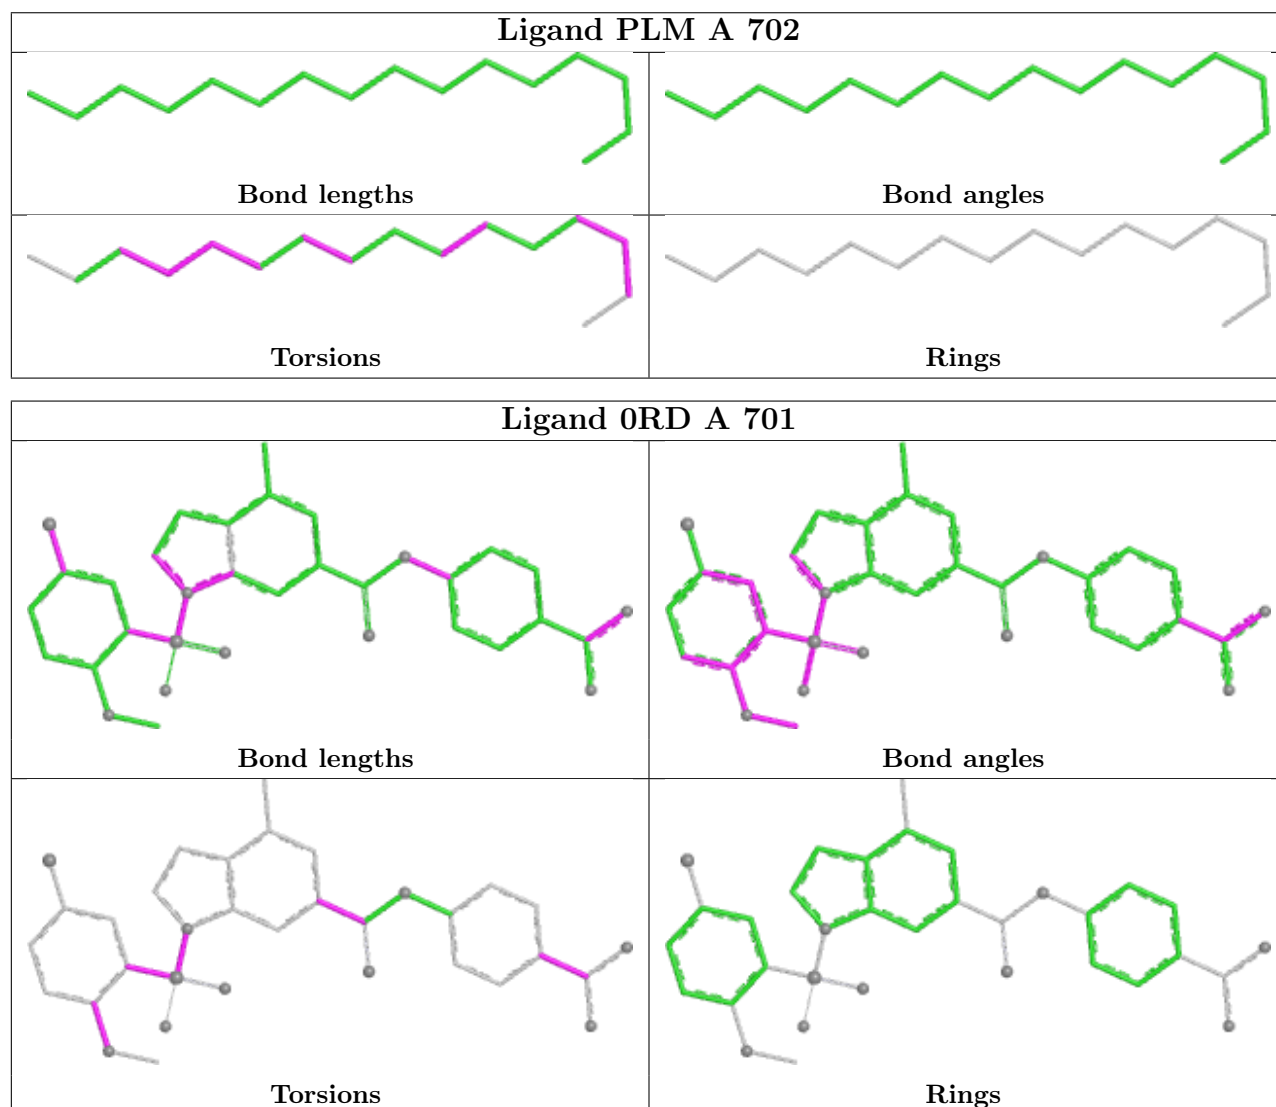 Ligand PLM A 702
Bond lengths
Bond angles
Torsions
Rings
Ligand 0RD A 701
Bond lengths
Bond angles
Torsions
Rings